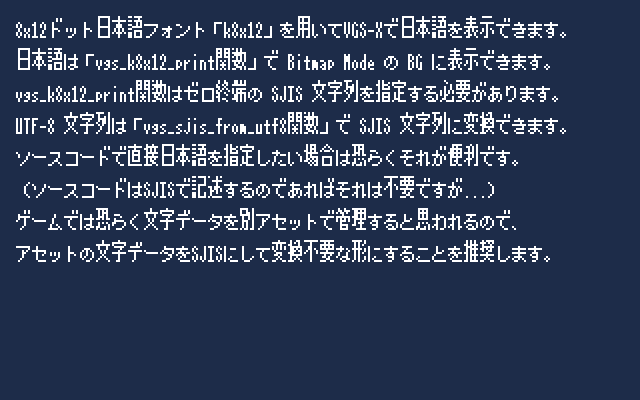 8x12ドット日本語フォント「k8x12」を用いてVGS-Xで日本語を表示できます。
日本語は「vgs_k8x12_print関数」で Bitmap Mode の BG に表示できます。
vgs_k8x12_print関数はゼロ終端の SJIS 文字列を指定する必要があります。
UTF-8 文字列は「vgs_sjis_from_utf8関数」で SJIS 文字列に変換できます。
ソースコードで直接日本語を指定したい場合は恐らくそれが便利です。
（ソースコードはSJISで記述するのであればそれは不要ですが...）
ゲームでは恐らく文字データを別アセットで管理すると思われるので、
アセットの文字データをSJISにして変換不要な形にすることを推奨します。